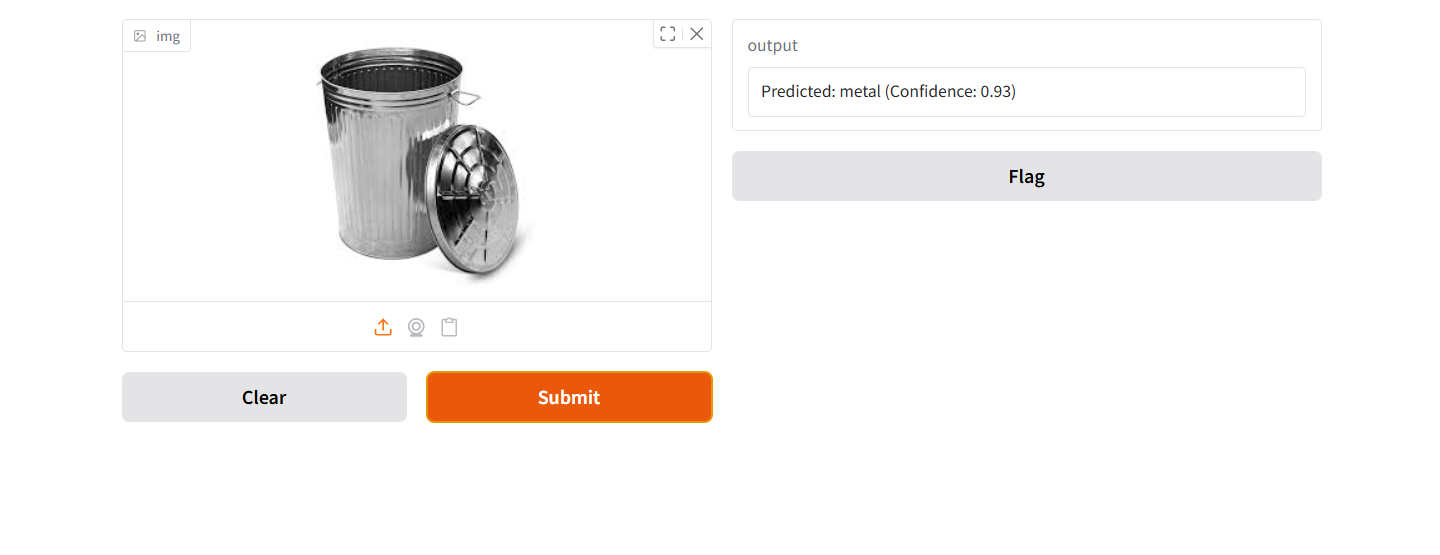 img
output
Predicted: metal (Confidence: 0.93)
Flag
Clear
Submit